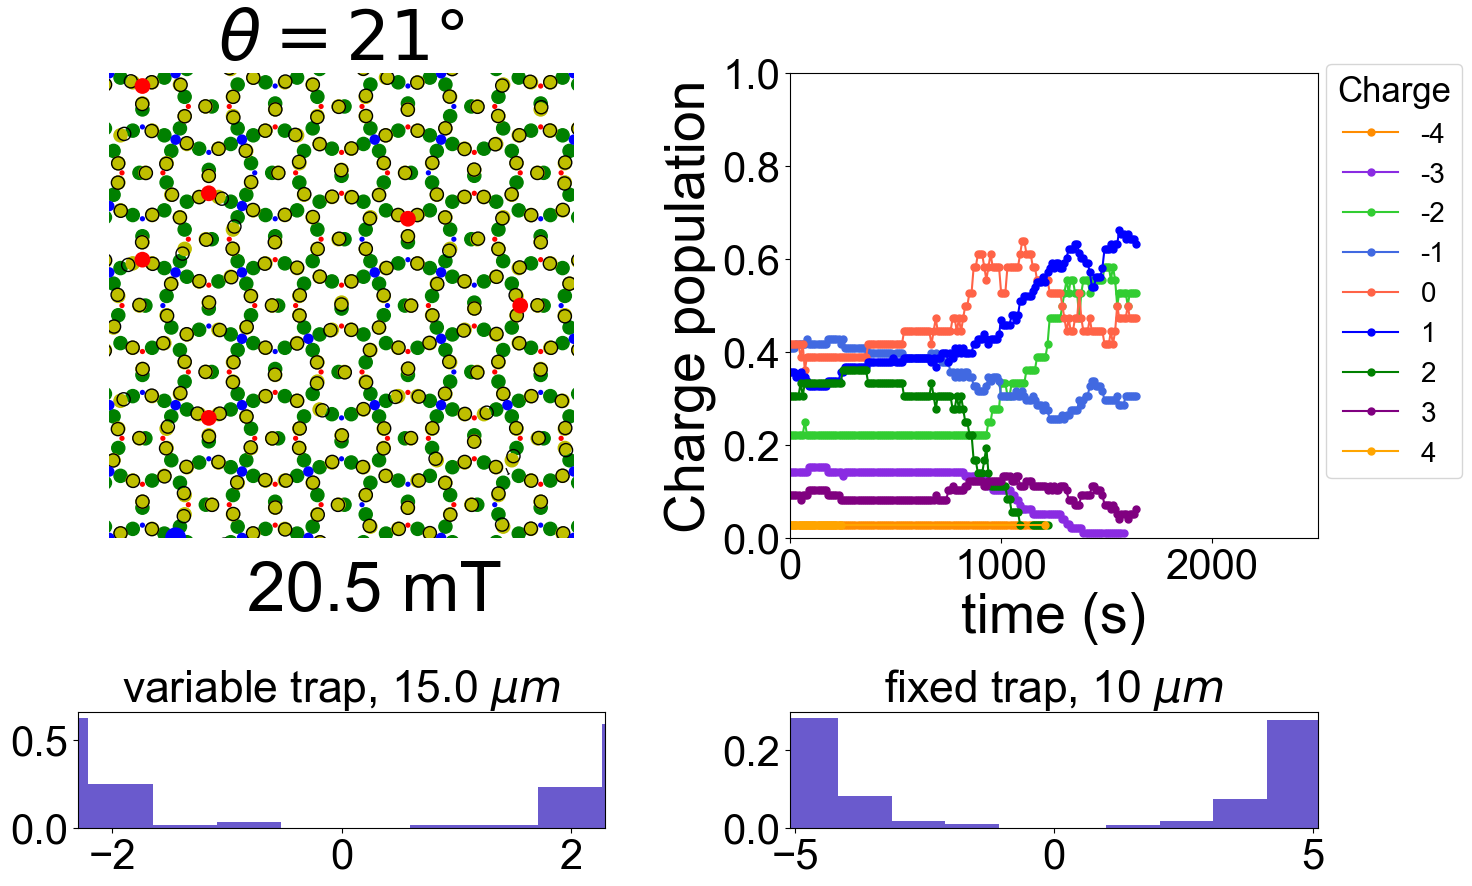 θ = 21°
20.5 mT
1.0
0.8
0.6
0.4
0.2
0.0
Charge population
0 1000 2000
time (s)
Charge
-4
-3
-2
-1
0
1
2
3
4
variable trap, 15.0 μm
0.5
0.0
−2 0 2
fixed trap, 10 μm
0.2
0.0
−5 0 5